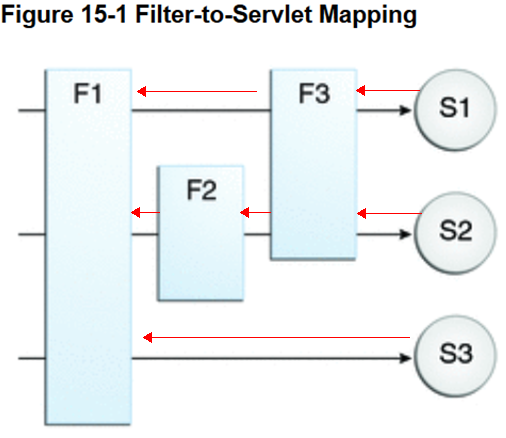 Figure 15-1 Filter-to-Servlet Mapping
F1
F3
S1
F2
S2
S3